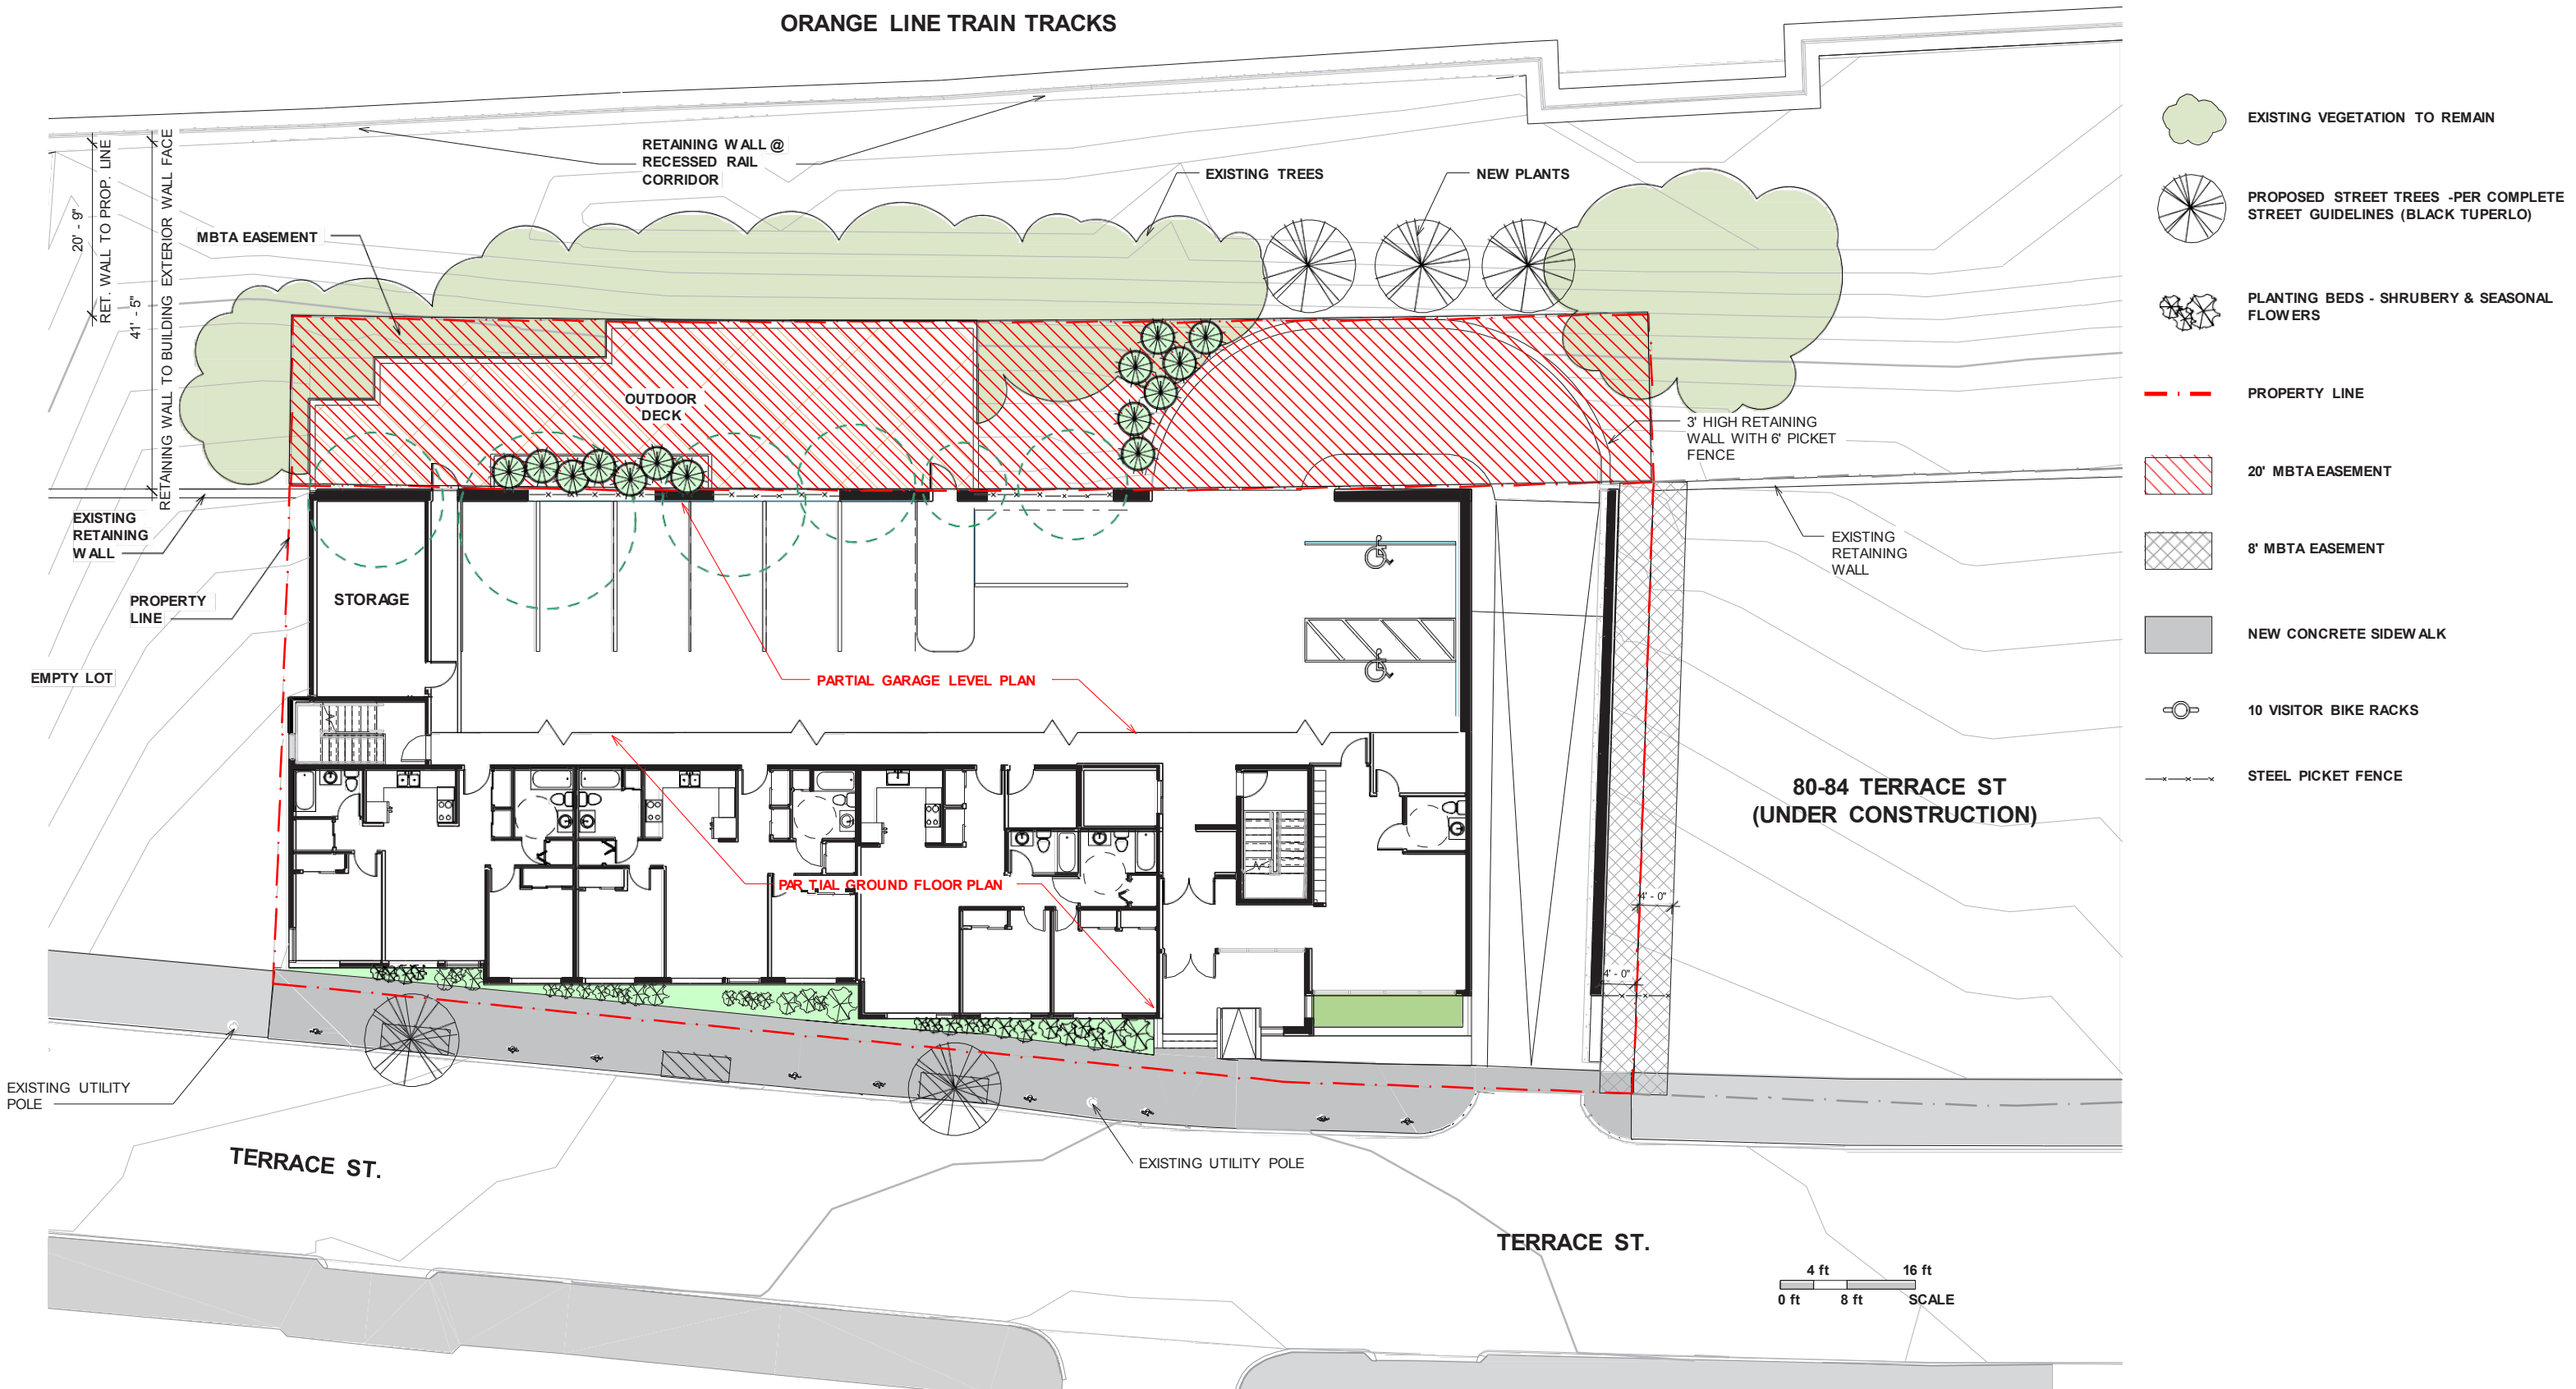 ORANGE LINE TRAIN TRACKS
RET. WALL TO PROP. LINE
20' - 9"
RETAINING WALL TO BUILDING EXTERIOR WALL FACE
41' - 5"
RETAINING WALL @
RECESSED RAIL
CORRIDOR
EXISTING TREES
NEW PLANTS
MBTA EASEMENT
OUTDOOR
DECK
3' HIGH RETAINING
WALL WITH 6' PICKET
FENCE
EXISTING
RETAINING
WALL
EXISTING
RETAINING
WALL
PROPERTY
LINE
STORAGE
EMPTY LOT
PARTIAL GARAGE LEVEL PLAN
PARTIAL GROUND FLOOR PLAN
80-84 TERRACE ST
(UNDER CONSTRUCTION)
4' - 0"
4' - 0"
EXISTING UTILITY
POLE
EXISTING UTILITY POLE
TERRACE ST.
TERRACE ST.
4 ft 16 ft
0 ft 8 ft SCALE
EXISTING VEGETATION TO REMAIN
PROPOSED STREET TREES -PER COMPLETE
STREET GUIDELINES (BLACK TUPERLO)
PLANTING BEDS - SHRUBERY & SEASONAL
FLOWERS
PROPERTY LINE
20' MBTA EASEMENT
8' MBTA EASEMENT
NEW CONCRETE SIDEWALK
10 VISITOR BIKE RACKS
STEEL PICKET FENCE